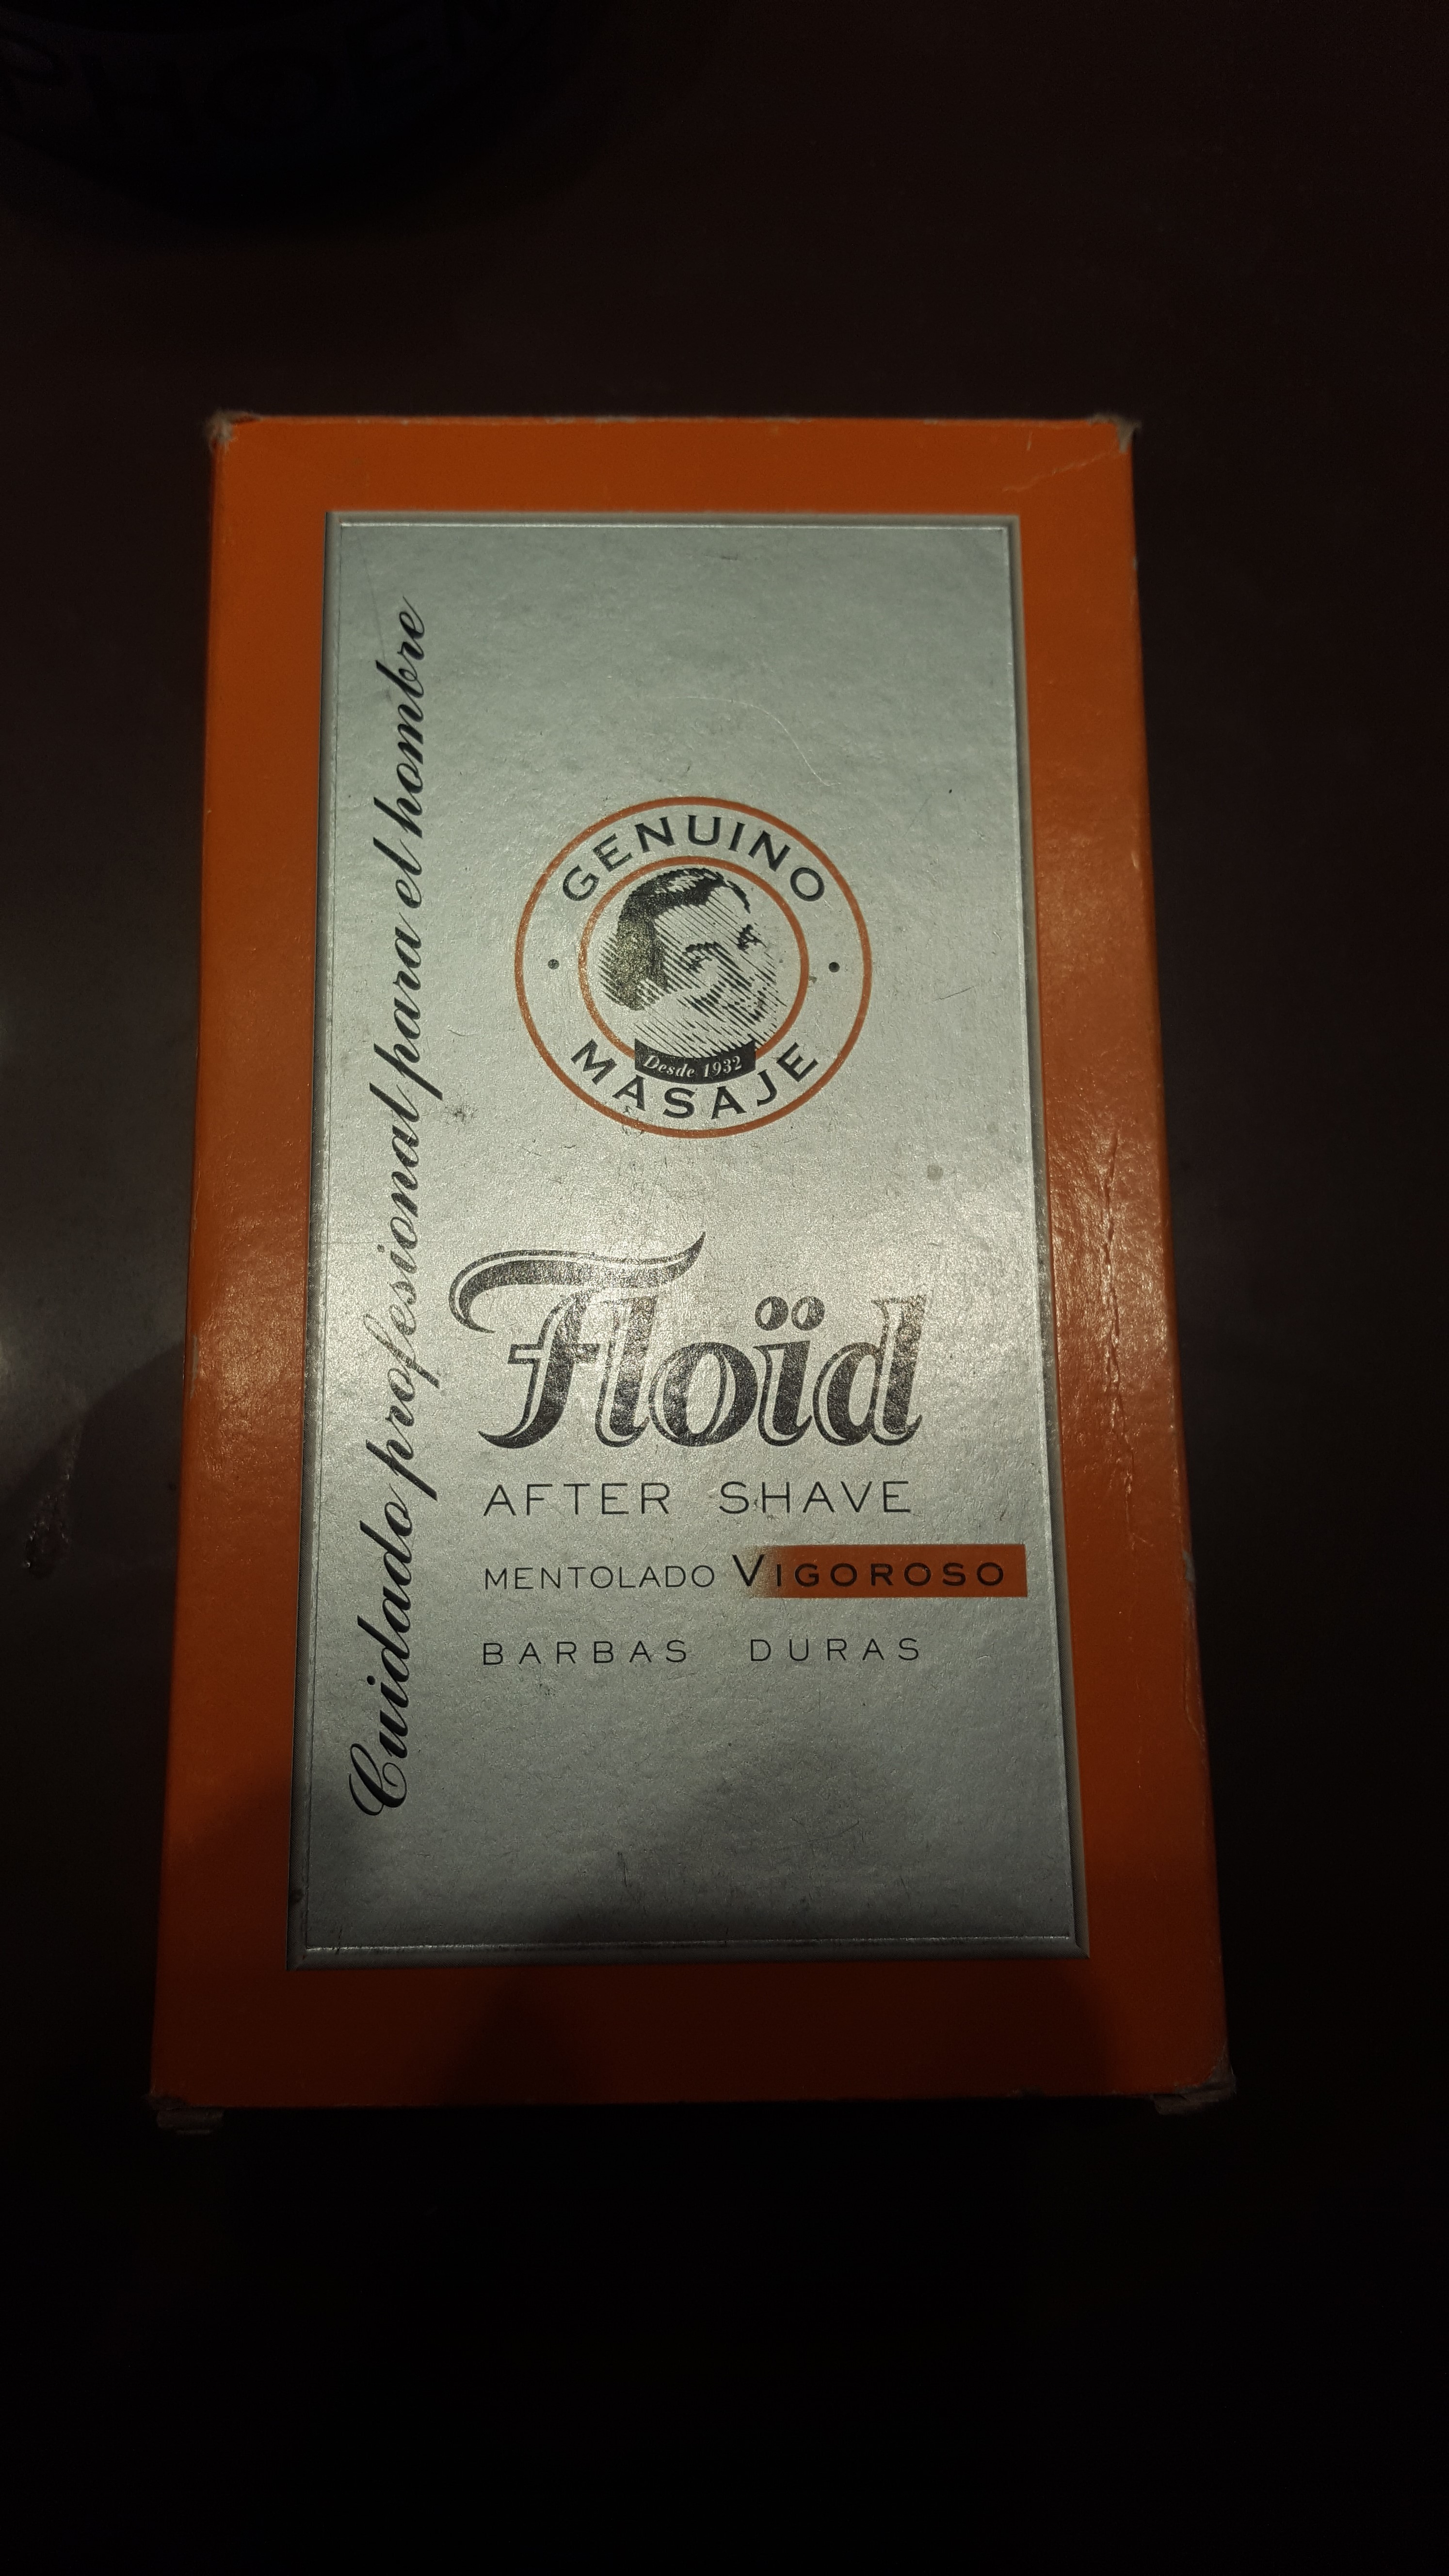 Cuidado profesional para el hombre
GENUINO
Desde 1932
MASAJE
Floïd
AFTER SHAVE
MENTOLADO VIGOROSO
BARBAS DURAS